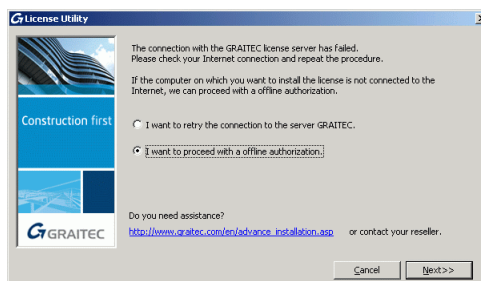 License Utility
The connection with the GRAITEC license server has failed.
Please check your Internet connection and repeat the procedure.
If the computer on which you want to install the license is not connected to the
Internet, we can proceed with a offline authorization.
Construction first
I want to retry the connection to the server GRAITEC.
I want to proceed with a offline authorization.
Do you need assistance?
http://www.graitec.com/en/advance_installation.asp or contact your reseller.
GRAITEC
Cancel Next>>